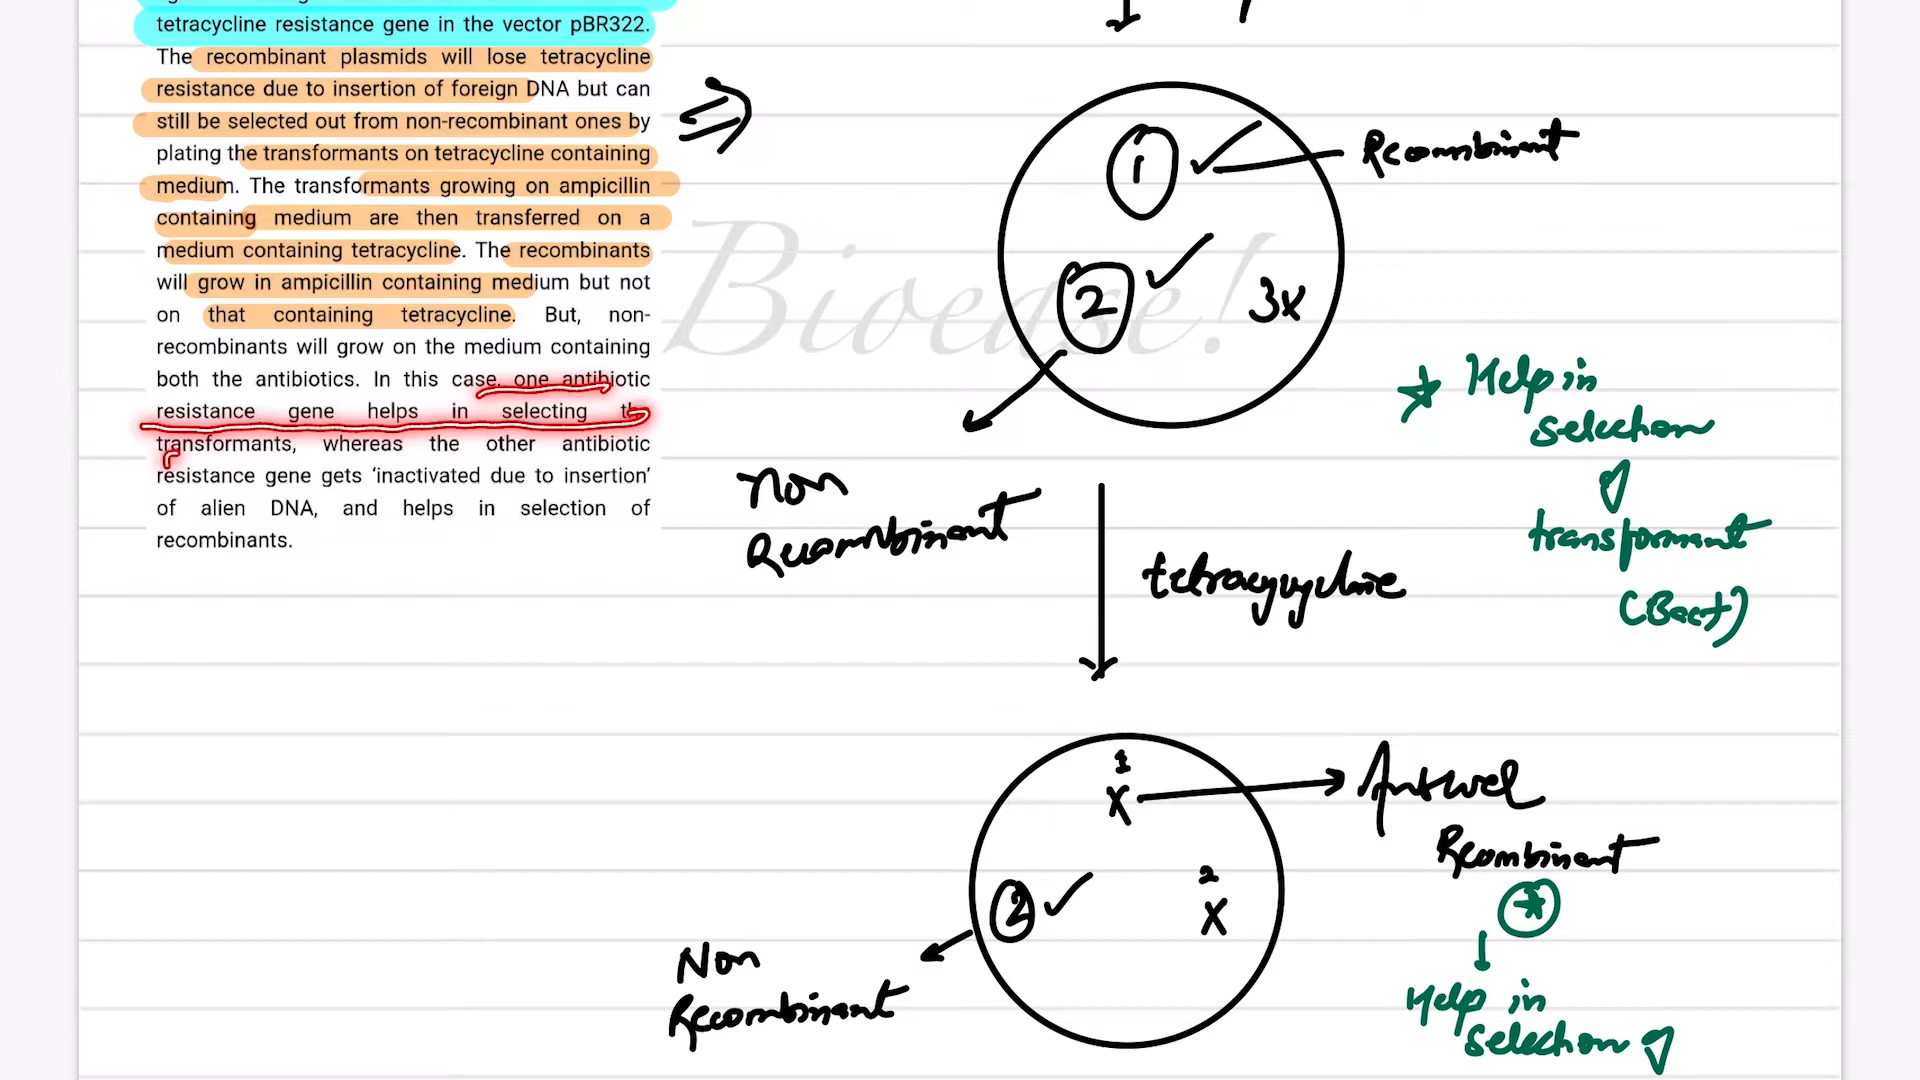 tetracycline resistance gene in the vector pBR322.
The recombinant plasmids will lose tetracycline
resistance due to insertion of foreign DNA but can
still be selected out from non-recombinant ones by
plating the transformants on tetracycline containing
medium. The transformants growing on ampicillin
containing medium are then transferred on a
medium containing tetracycline. The recombinants
will grow in ampicillin containing medium but not
on that containing tetracycline. But, non-
recombinants will grow on the medium containing
both the antibiotics. In this case, one antibiotic
resistance gene helps in selecting the
transformants, whereas the other antibiotic
resistance gene gets ‘inactivated due to insertion’
of alien DNA, and helps in selection of
recombinants.
Bioease!
1
Recombinant
2
3x
Help in
selection
of
transformant
(Bact)
non
Recombinant
1
x
Recombinant
2
2
x
Non
Recombinant
Help in
selection of